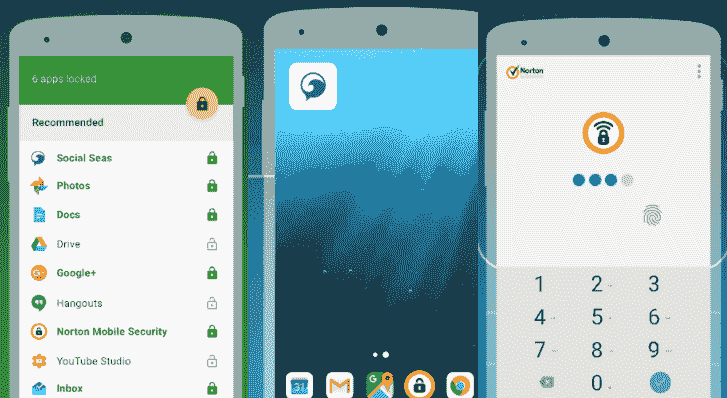 6 apps locked
Recommended
Social Seas
Photos
Docs
Drive
Google+
Hangouts
Norton Mobile Security
YouTube Studio
Inbox
31
Norton
1 2 3
4 5 6
7 8 9
0